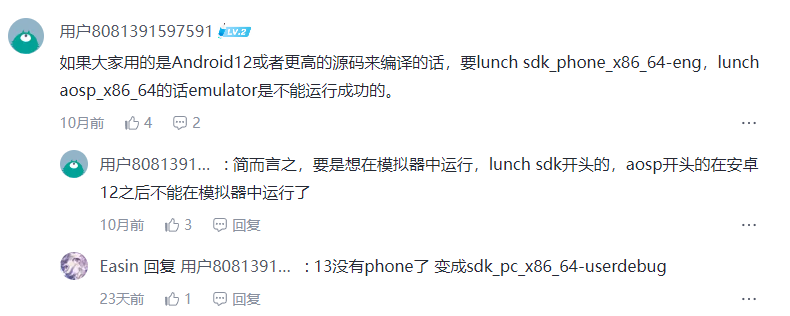 用户8081391597591 LV.2
如果大家用的是Android12或者更高的源码来编译的话，要lunch sdk_phone_x86_64-eng，lunch
aosp_x86_64的话emulator是不能运行成功的。
10月前 4 2
用户8081391... ：简而言之，要是想在模拟器中运行，lunch sdk开头的，aosp开头的在安卓
12之后不能在模拟器中运行了
10月前 3 回复
Easin 回复 用户8081391... ：13没有phone了 变成sdk_pc_x86_64-userdebug
23天前 1 回复